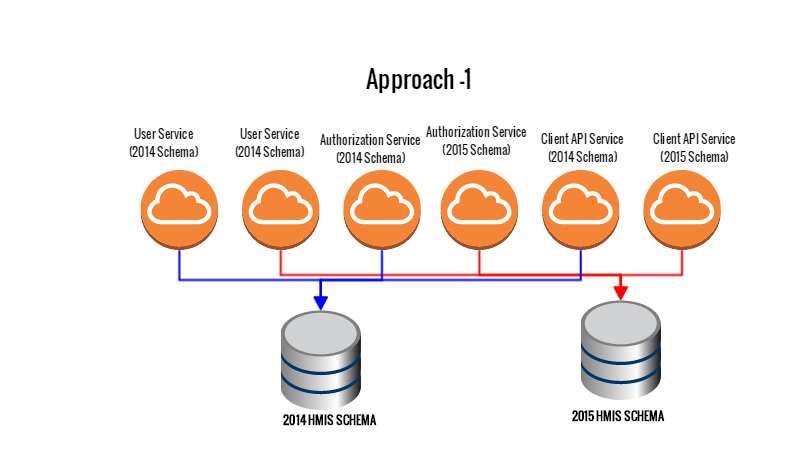 Approach -1
User Service
(2014 Schema)
User Service
(2014 Schema)
Authorization Service
(2014 Schema)
Authorization Service
(2015 Schema)
Client API Service
(2014 Schema)
Client API Service
(2015 Schema)
2014 HMIS SCHEMA
2015 HMIS SCHEMA